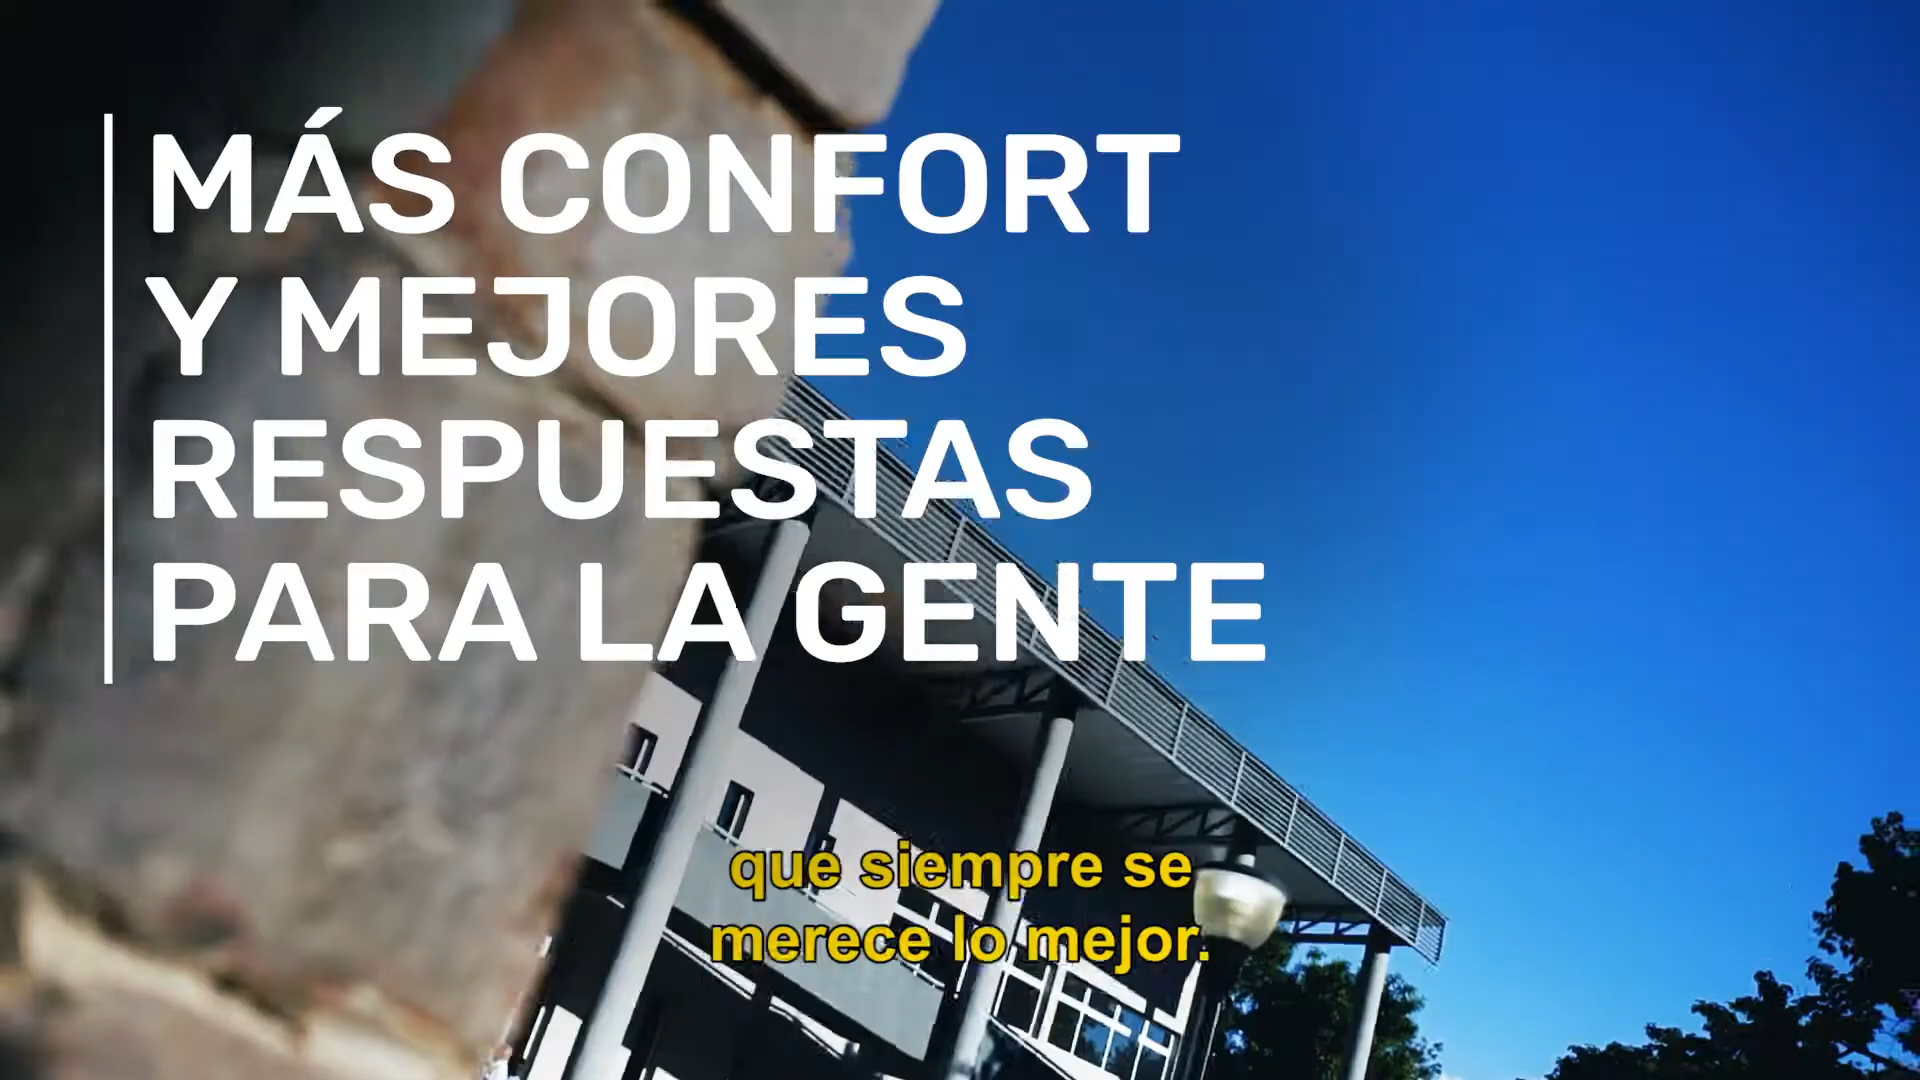 MÁS CONFORT
Y MEJORES
RESPUESTAS
PARA LA GENTE
que siempre se
merece lo mejor.